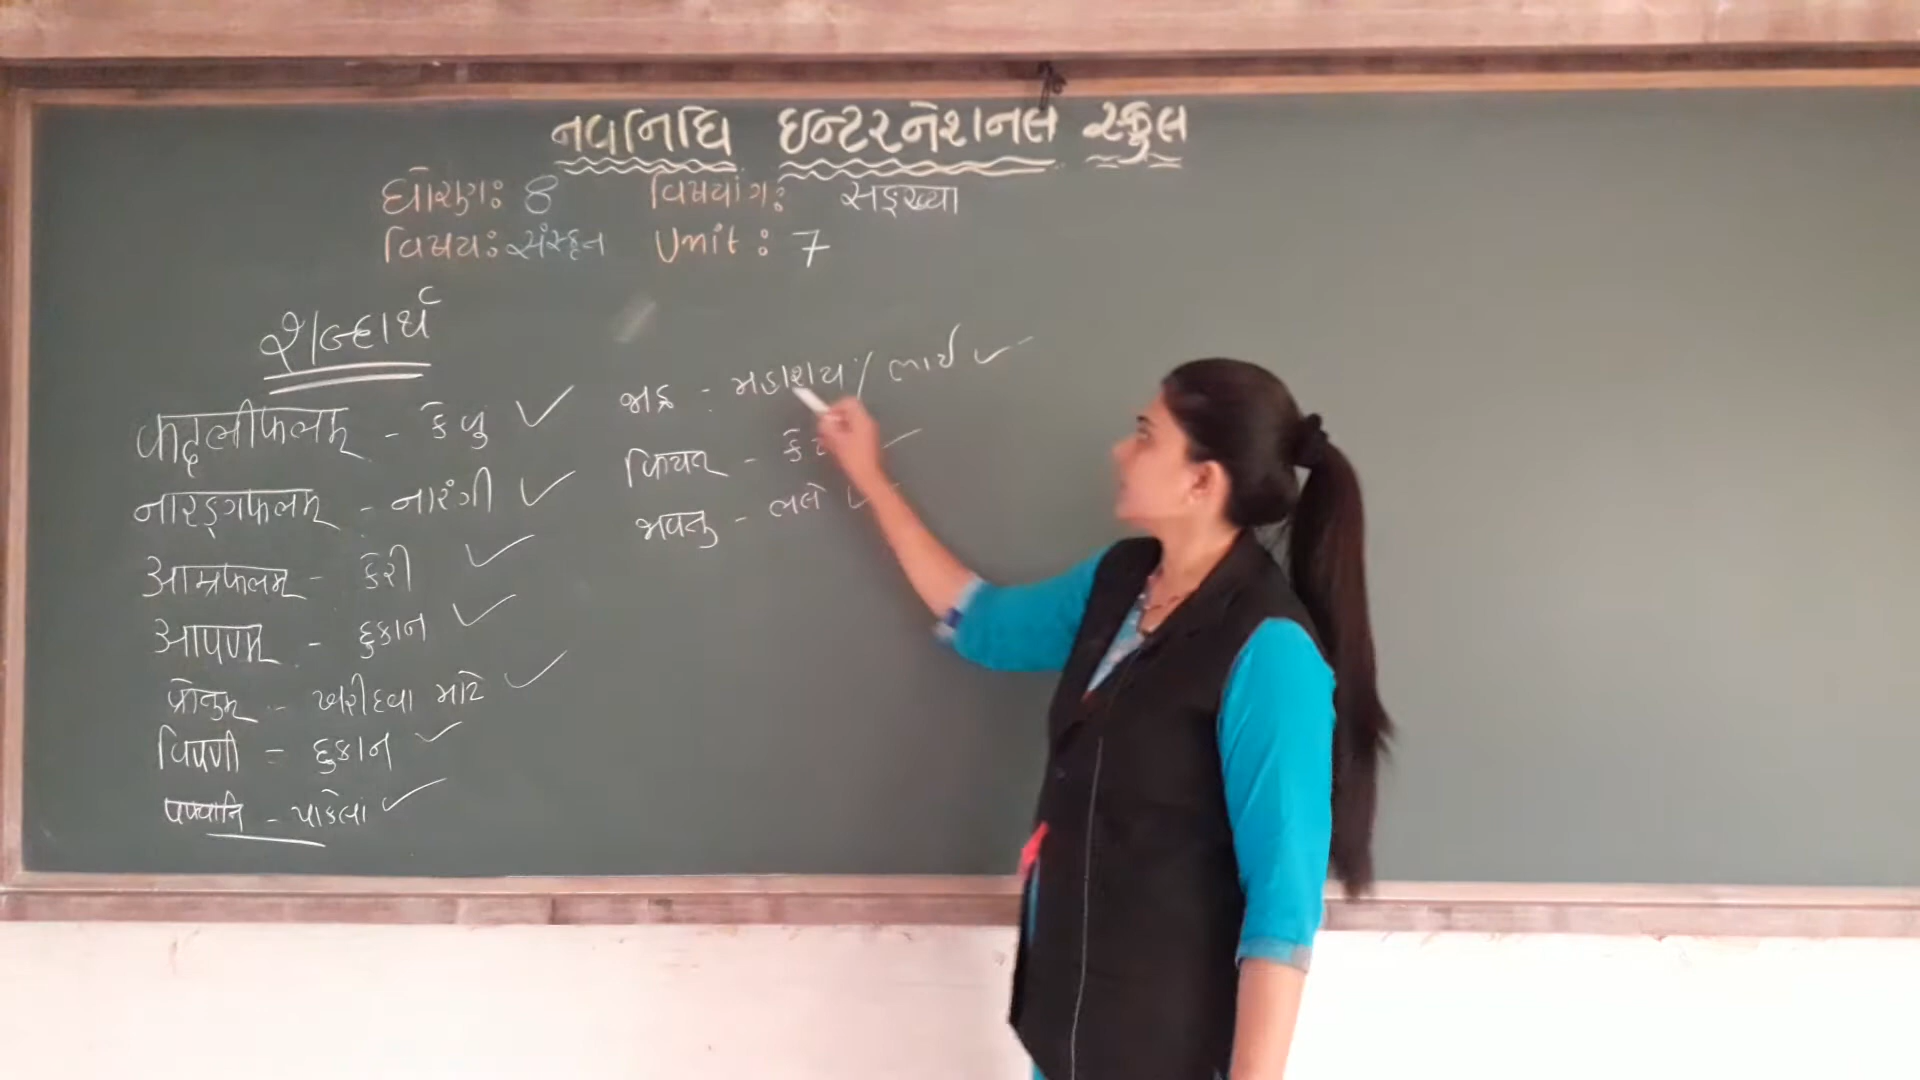 નવનિધિ ઇન્ટરનેશનલ સ્કુલ
ધોરણઃ 8 વિષયાંગઃ સઙ્ખ્યા
વિષયઃ સંસ્કૃત Unit : 7
શબ્દાર્થ
कदलीफलम् - કેળુ
नारङ्गफलम् - નારંગી
आम्रफलम् - કેરી
आपणम् - દુકાન
क्रेतुम् - ખરીદવા માટે
विपणी = દુકાન
पक्वानि - પાકેલાં
भद्र - મહાશય / ભાઈ
कियत् -
भवतु - ભલે